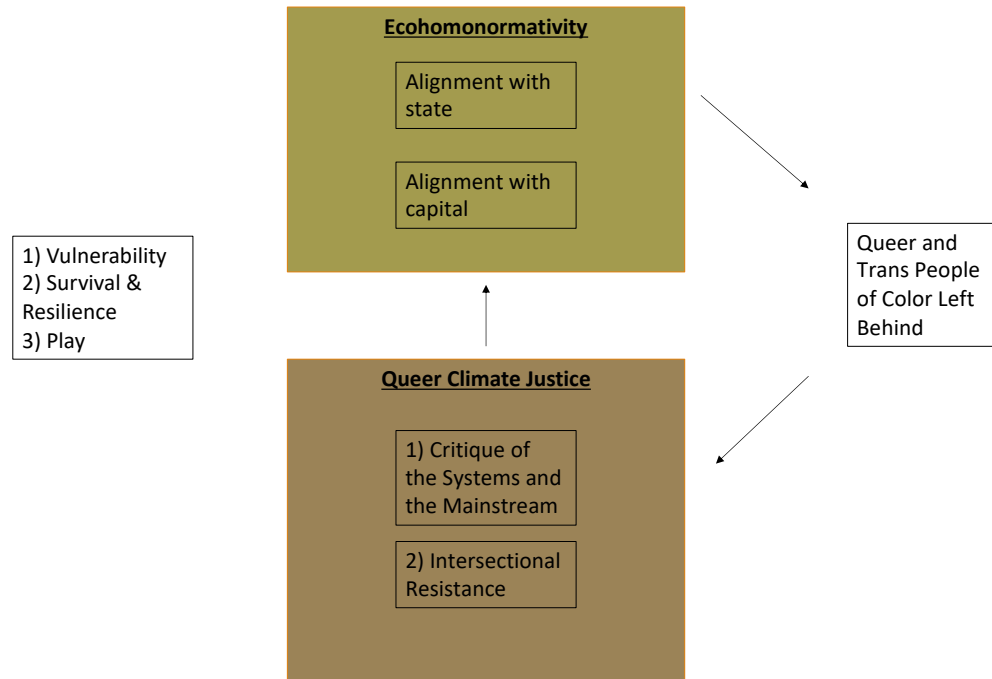 Ecohomonormativity
Alignment with
state
Alignment with
capital
1) Vulnerability
2) Survival &
Resilience
3) Play
Queer and
Trans People
of Color Left
Behind
Queer Climate Justice
1) Critique of
the Systems and
the Mainstream
2) Intersectional
Resistance